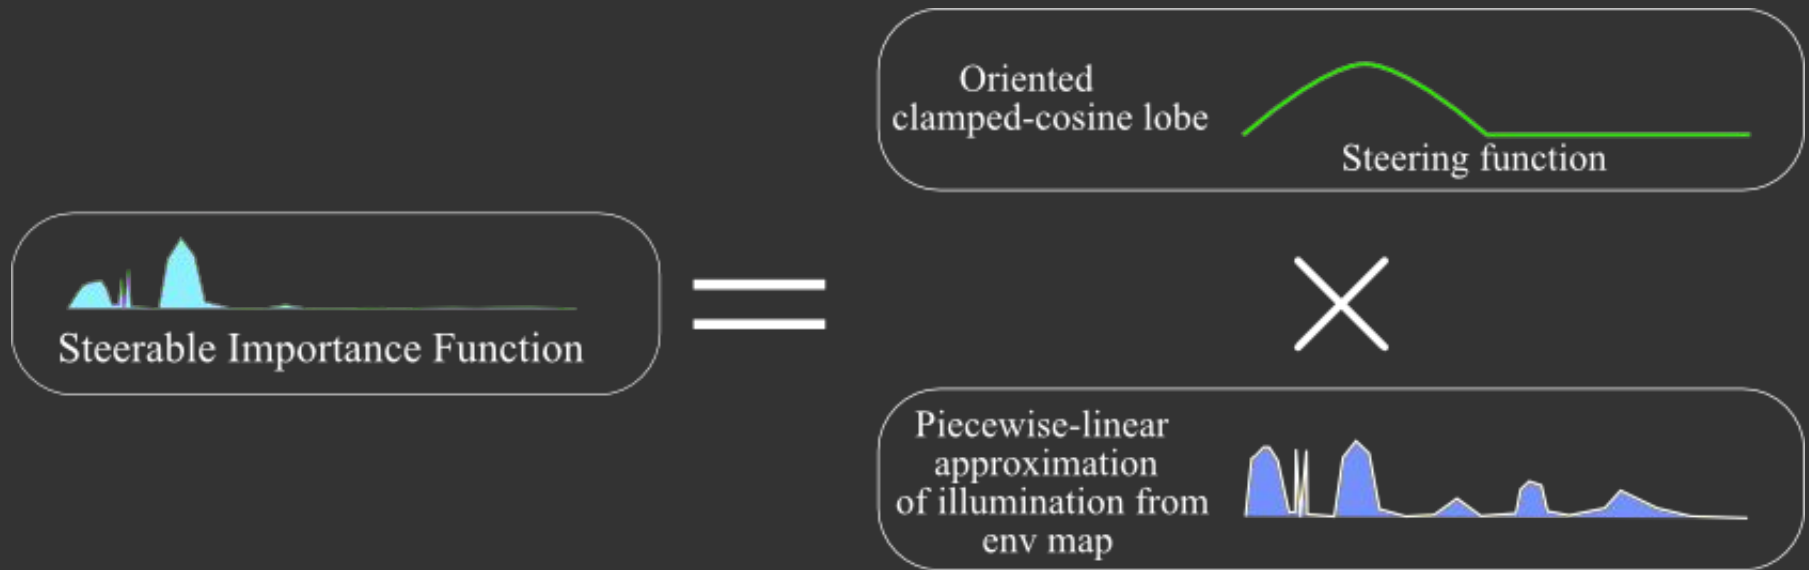 Oriented
clamped-cosine lobe
Steering function
Steerable Importance Function
Piecewise-linear
approximation
of illumination from
env map